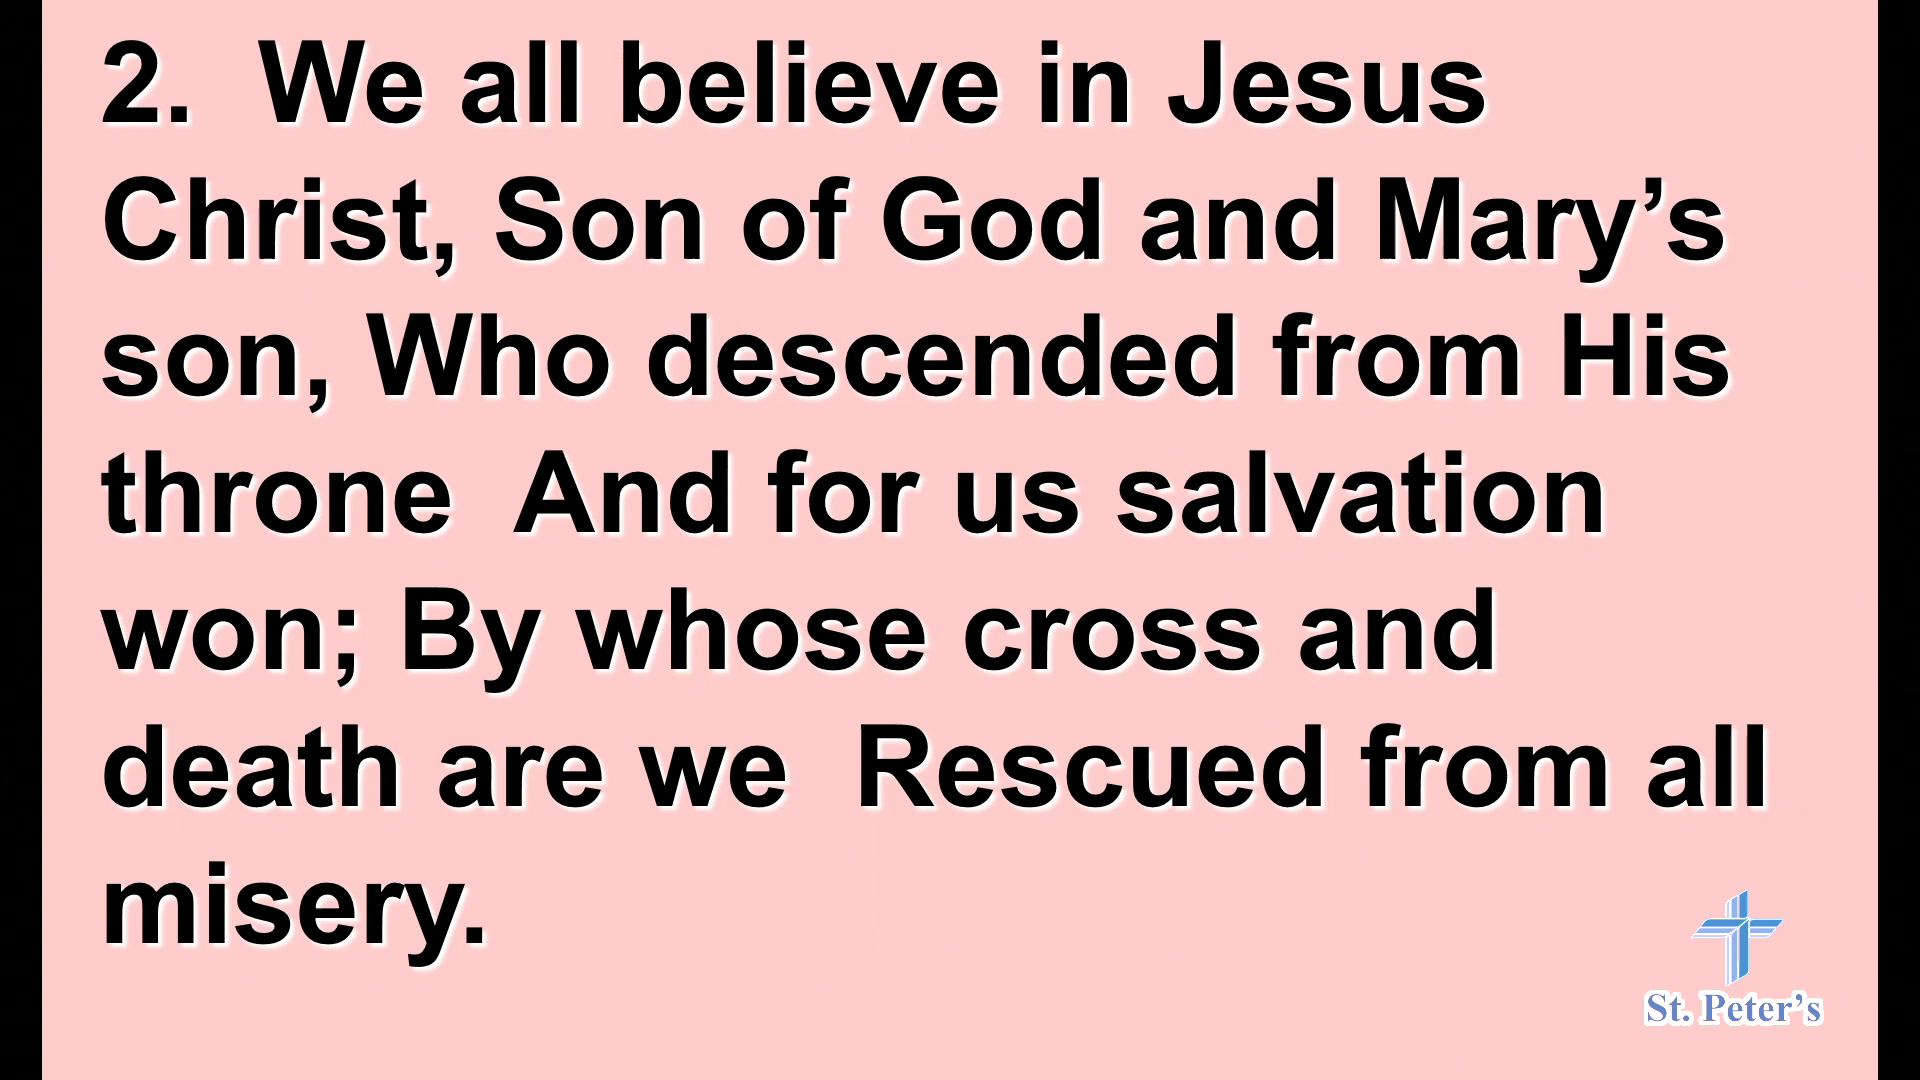 2.  We all believe in Jesus
Christ, Son of God and Mary’s
son, Who descended from His
throne  And for us salvation
won; By whose cross and
death are we  Rescued from all
misery.
St. Peter’s